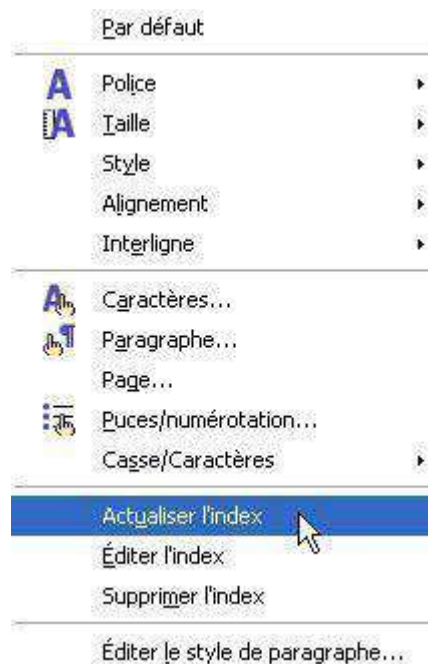 Par défaut
Police
Taille
Style
Alignement
Interligne
Caractères...
Paragraphe...
Page...
Puces/numérotation...
Casse/Caractères
Actualiser l'index
Éditer l'index
Supprimer l'index
Éditer le style de paragraphe...